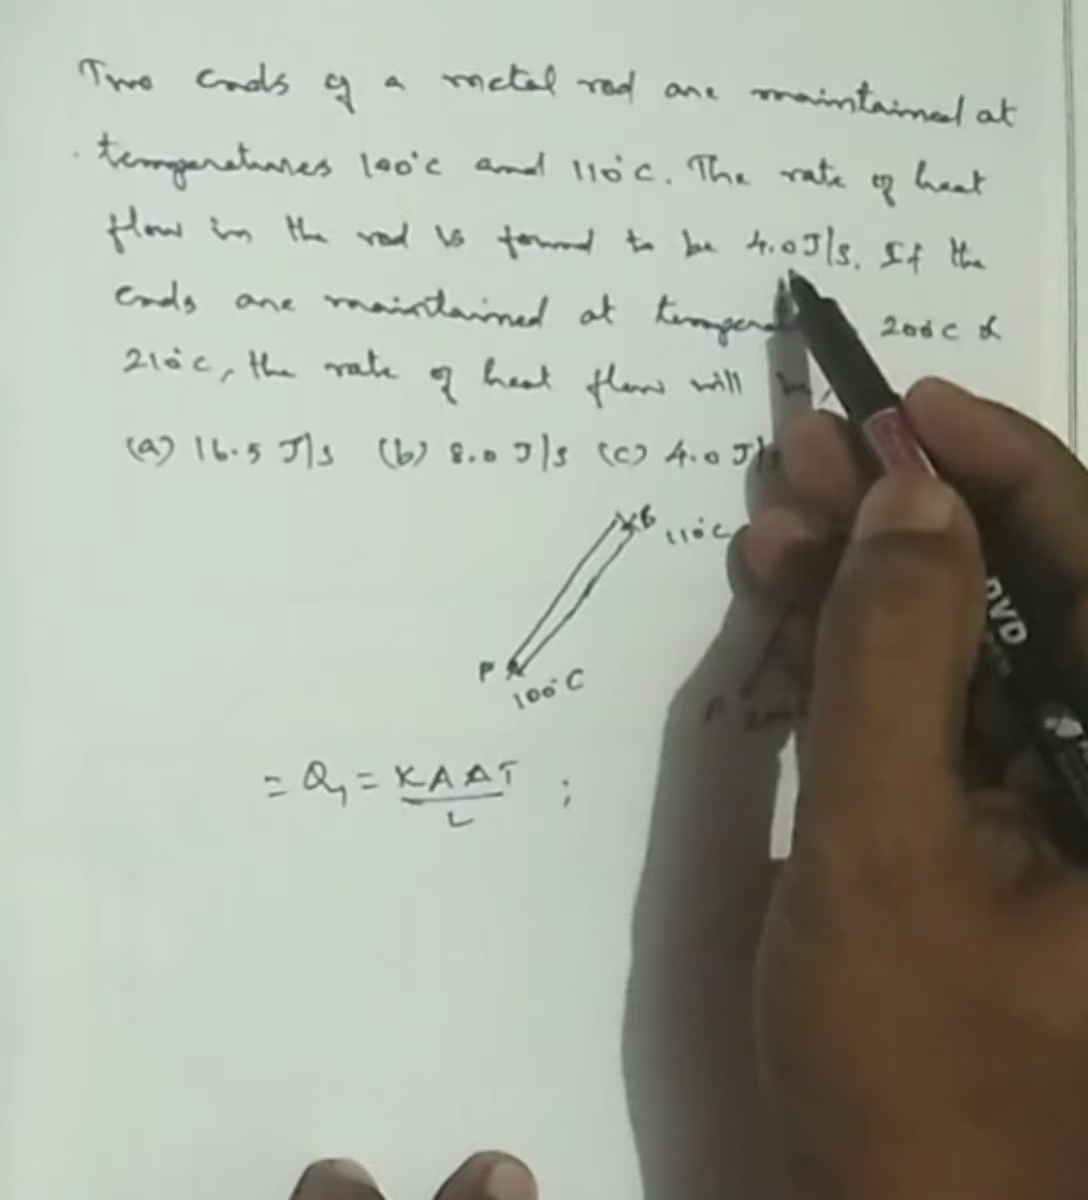 Two ends of a metal rod are maintained at
temperatures 100°c and 110°c. The rate of heat
flow in the rod is found to be 4.0J/s. If the
ends are maintained at tempera 200°C &
210°c, the rate of heat flow will
(a) 16.5 J/s (b) 8.0 J/s (c) 4.0 J/s
B 110°C
P 100°C
= Q1 = KAΔT / L ;